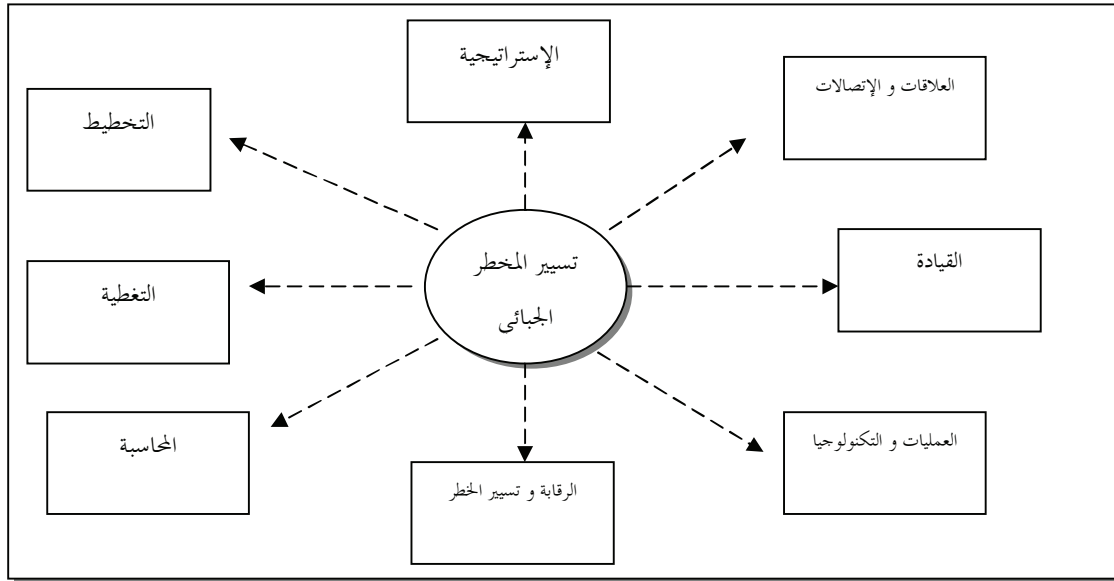 الإستراتيجية
العلاقات و الإتصالات
التخطيط
تسيير المخطر
الجبائي
القيادة
التغطية
المحاسبة
العمليات و التكنولوجيا
الرقابة و تسيير الخطر